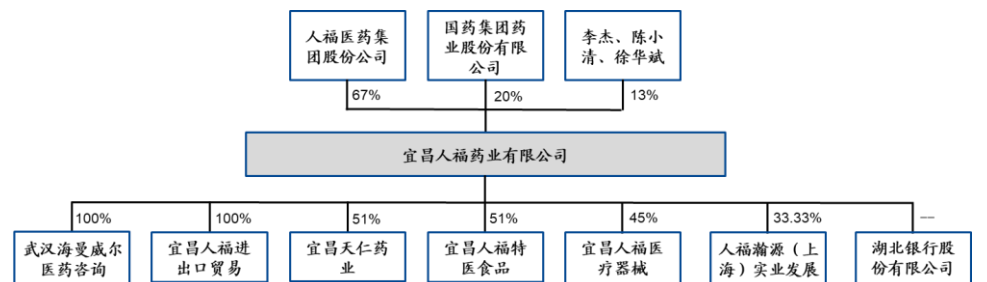 人福医药集
团股份公司
国药集团药
业股份有限
公司
李杰、陈小
清、徐华斌
67%
20%
13%
宜昌人福药业有限公司
100%
100%
51%
51%
45%
33.33%
—
武汉海曼威尔
医药咨询
宜昌人福进
出口贸易
宜昌天仁药
业
宜昌人福特
医食品
宜昌人福医
疗器械
人福瀚源（上
海）实业发展
湖北银行股
份有限公司